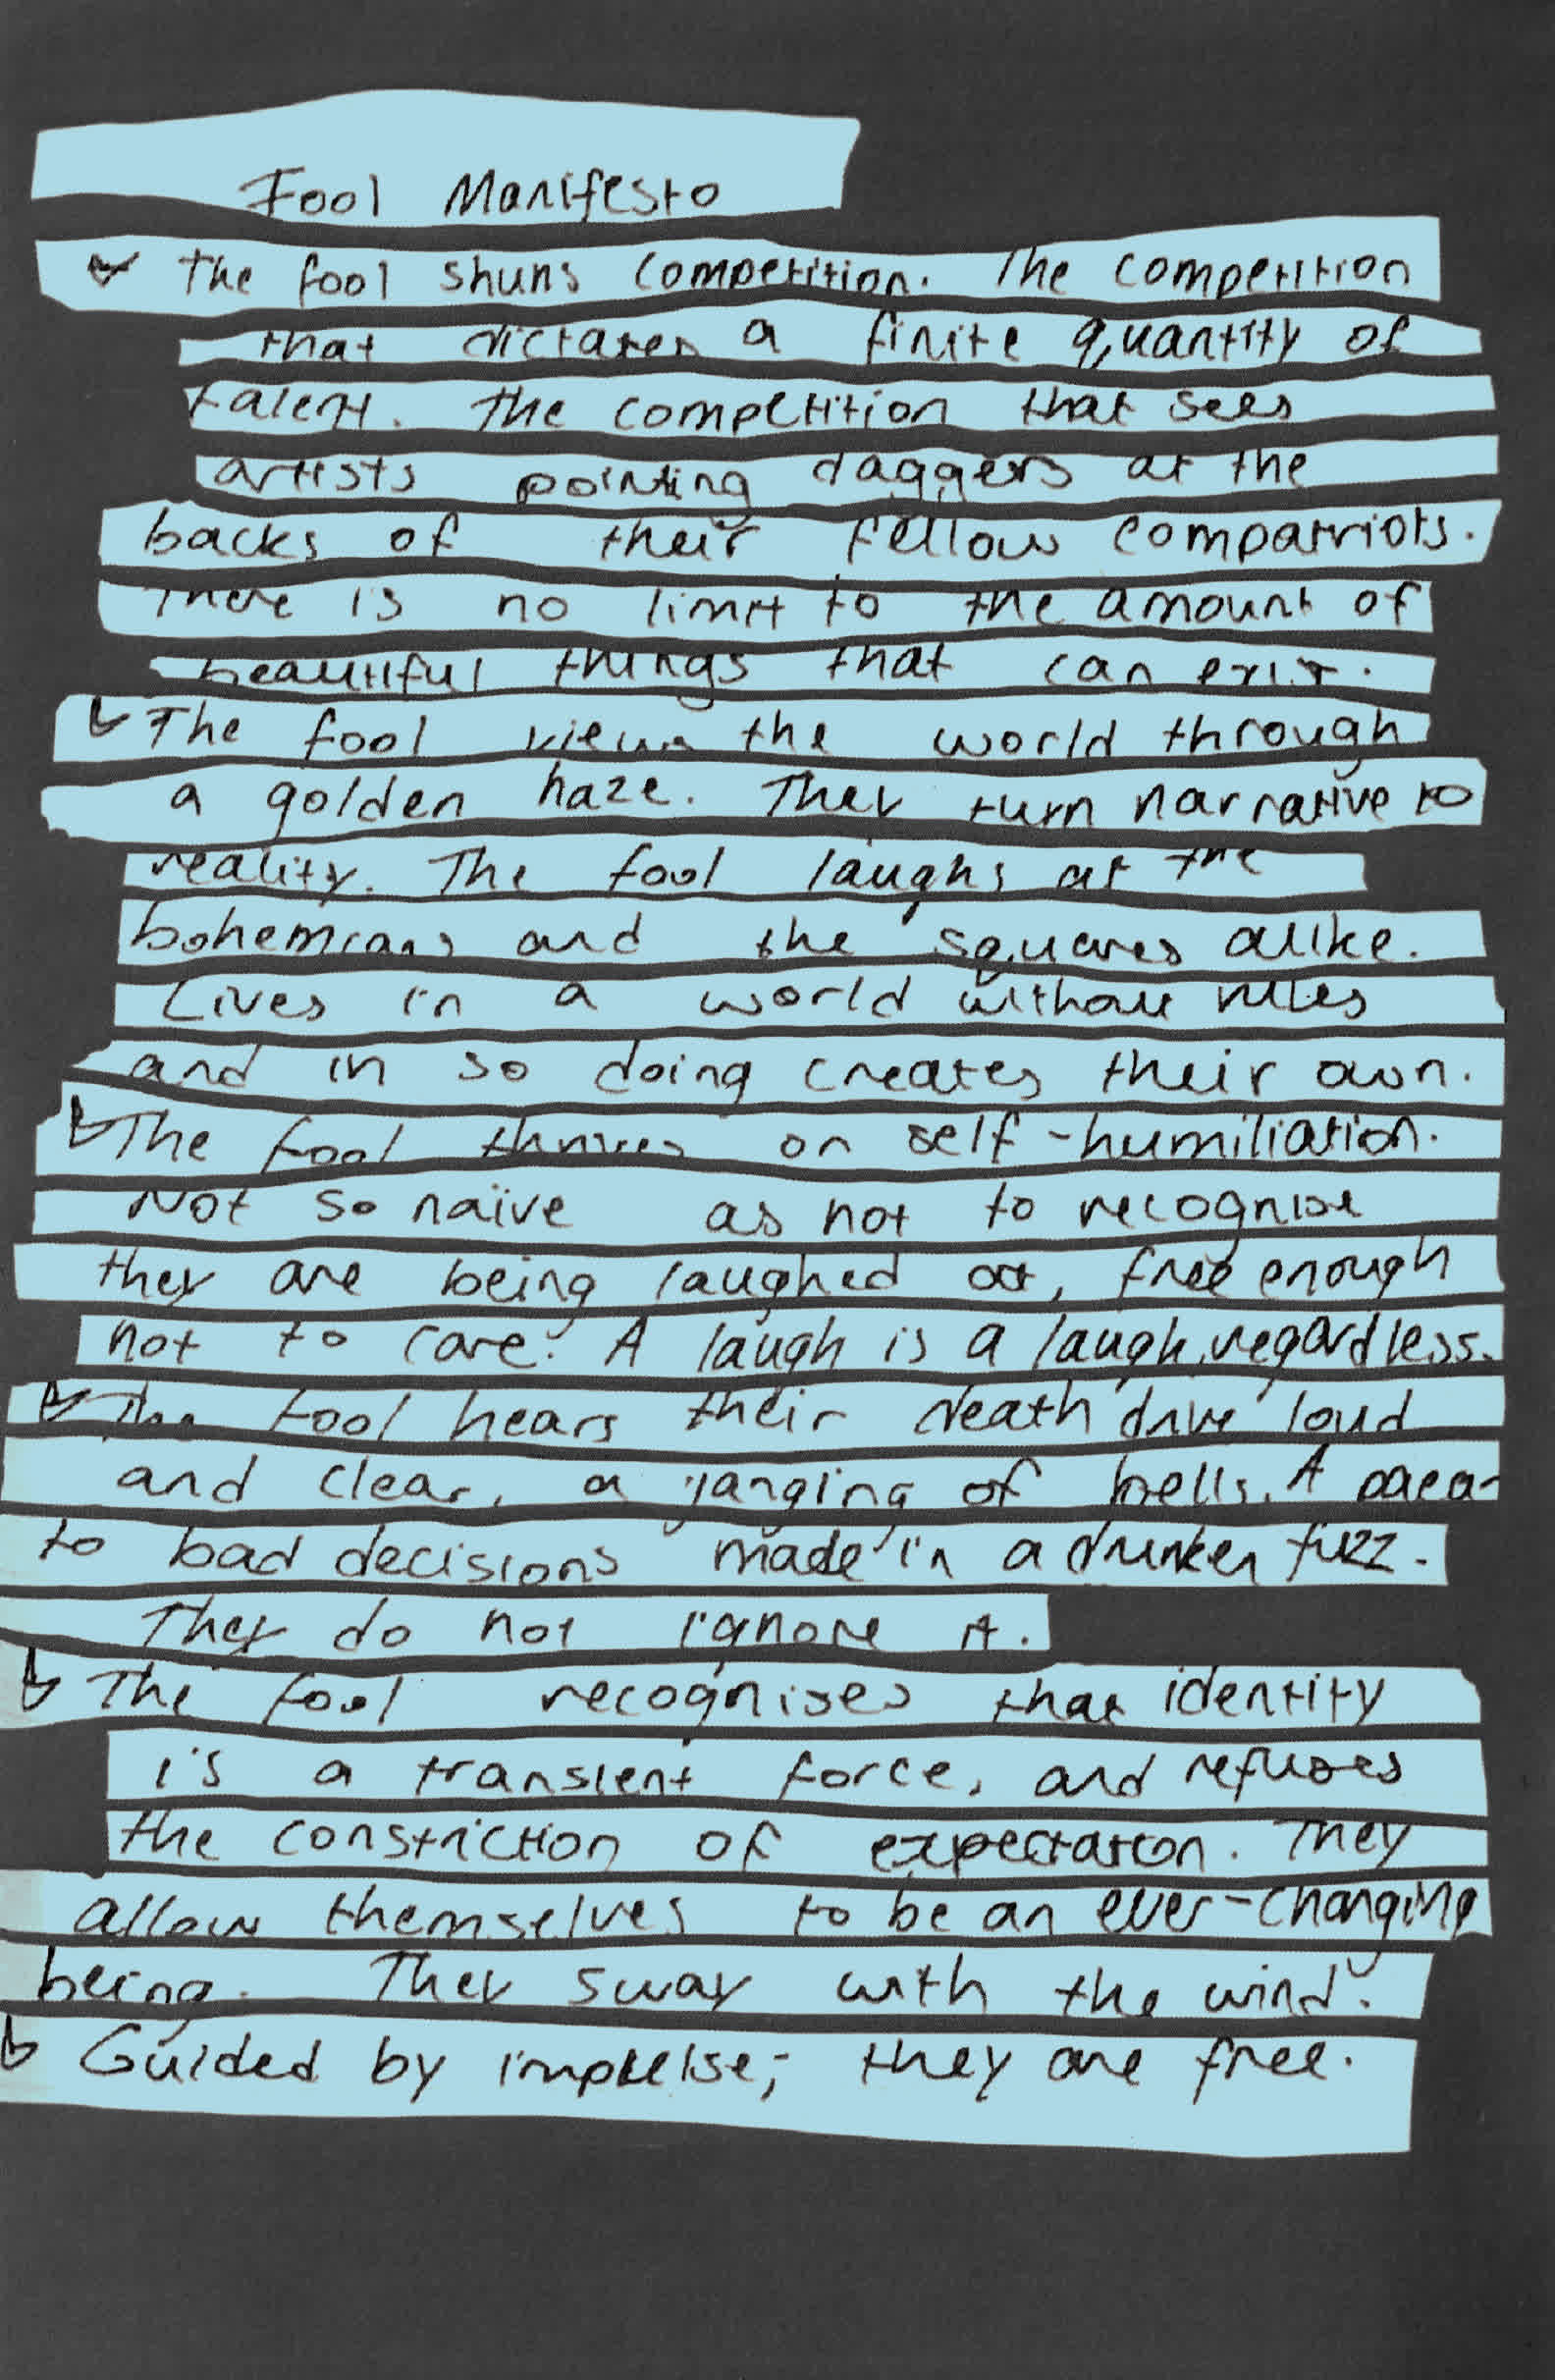 Fool Manifesto
The fool shuns competition. The competition
that dictates a finite quantity of
talent. The competition that sees
artists pointing daggers at the
backs of their fellow compatriots.
There is no limit to the amount of
beautiful things that can exist.
The fool views the world through
a golden haze. They turn narrative to
reality. The fool laughs at the
bohemians and the squares alike.
Lives in a world without rules
and in so doing creates their own.
The fool thrives on self-humiliation.
Not so naïve as not to recognise
they are being laughed at, free enough
not to care. A laugh is a laugh, regardless.
The fool hears their death drive loud
and clear, a janging of bells. A
to bad decisions made in a drunken fuzz.
They do not ignore it.
The fool recognises that identity
is a transient force, and refuses
the constriction of expectation. They
allow themselves to be an ever-changing
being. They sway with the wind.
Guided by impulse; they are free.